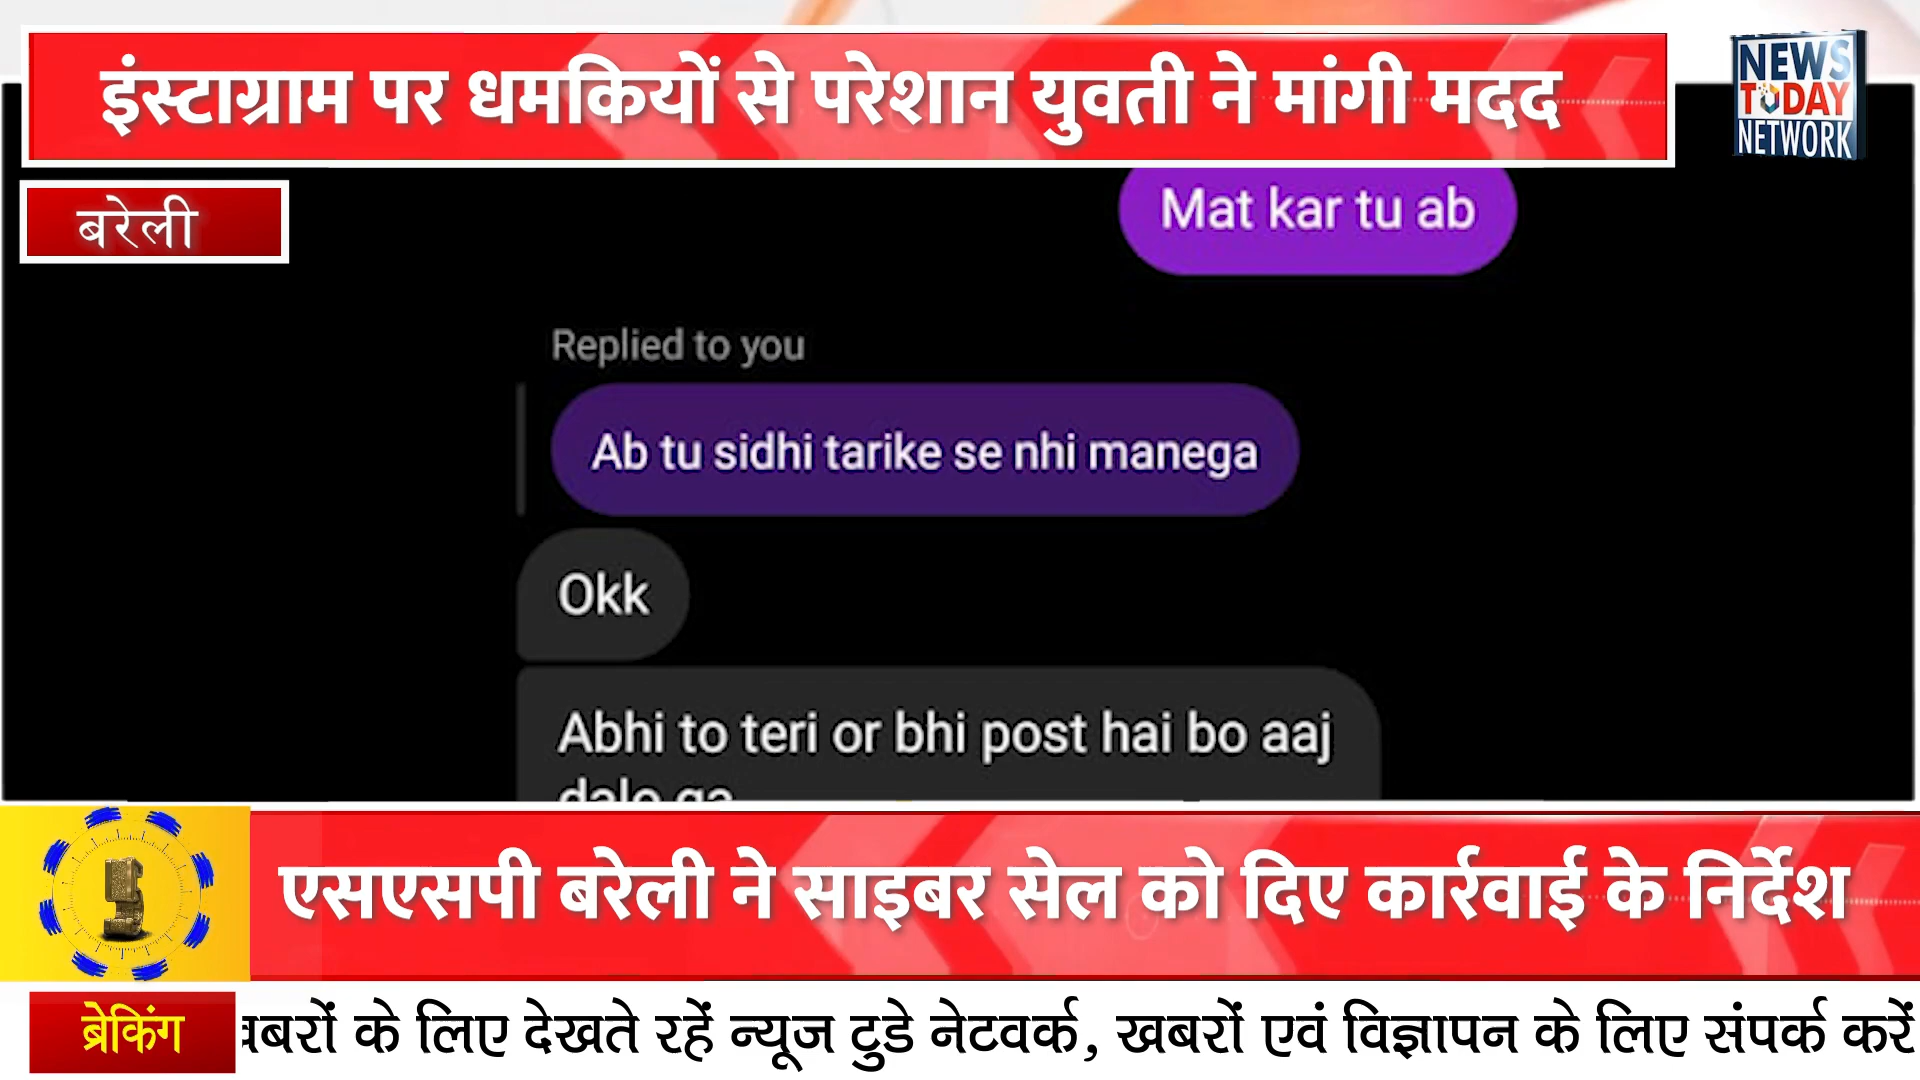 इंस्टाग्राम पर धमकियों से परेशान युवती ने मांगी मदद
NEWS
TODAY
NETWORK
बरेली
Mat kar tu ab
Replied to you
Ab tu sidhi tarike se nhi manega
Okk
Abhi to teri or bhi post hai bo aaj
एसएसपी बरेली ने साइबर सेल को दिए कार्रवाई के निर्देश
ब्रेकिंग
के लिए देखते रहें न्यूज टुडे नेटवर्क, खबरों एवं विज्ञापन के लिए संपर्क करें